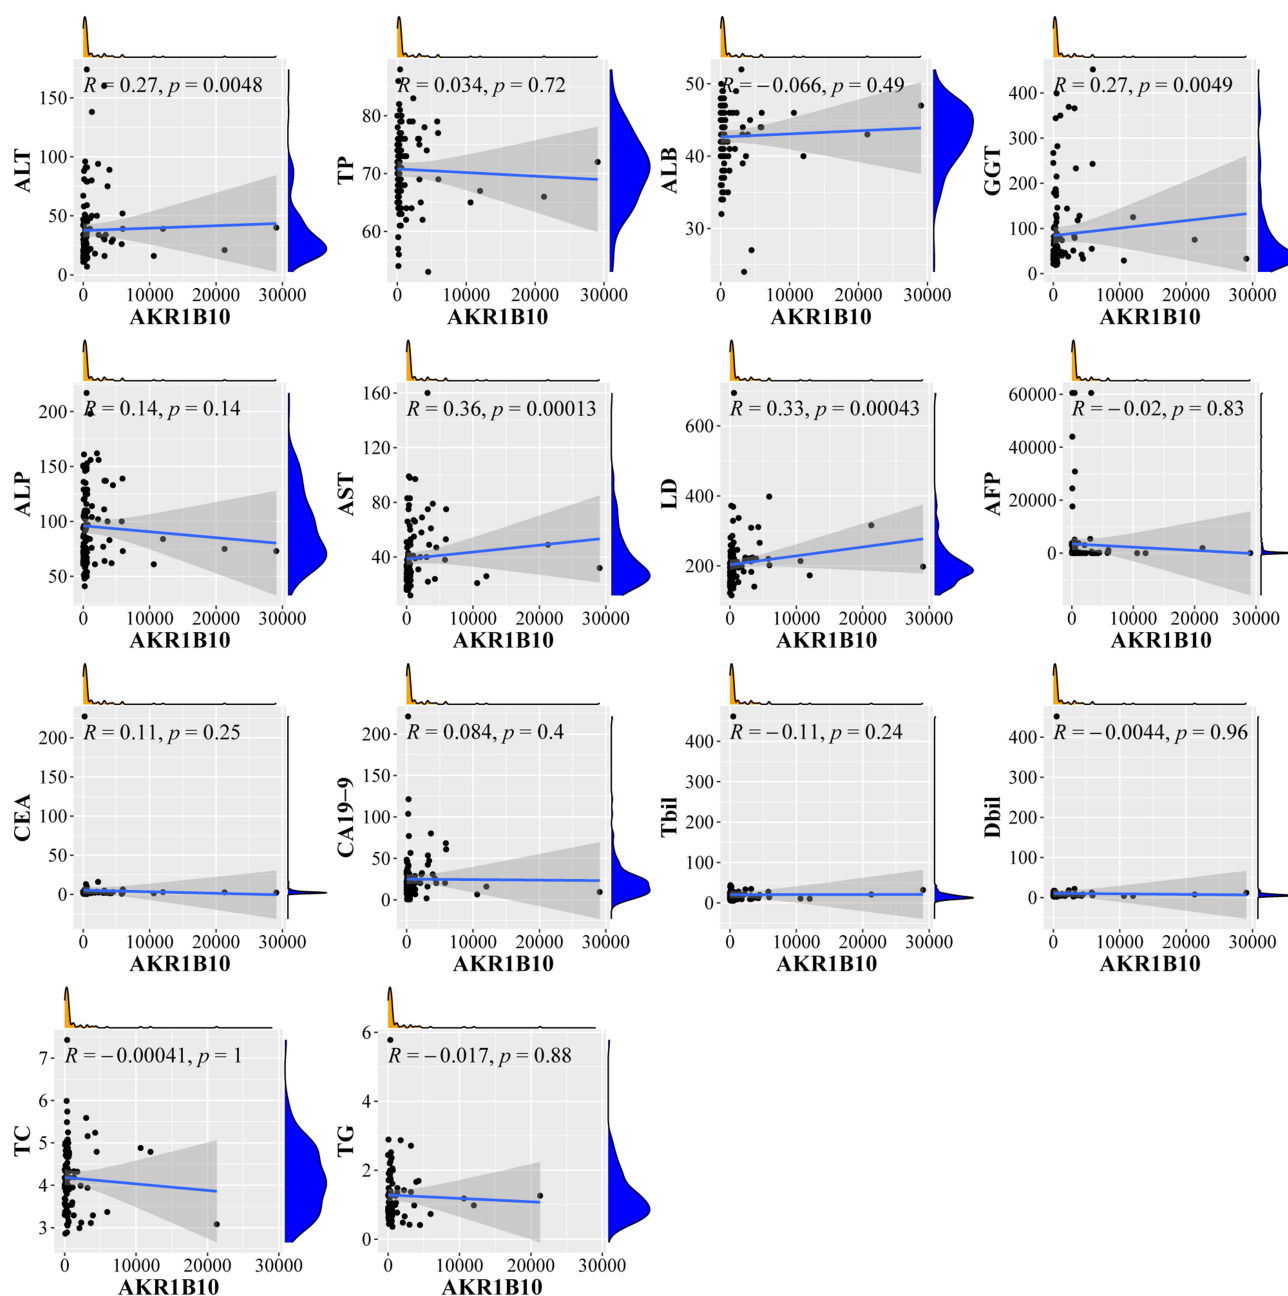 R = 0.27, p = 0.0048
ALT
150
100
50
0
0 10000 20000 30000
AKR1B10
R = 0.034, p = 0.72
TP
80
70
60
0 10000 20000 30000
AKR1B10
R = −0.066, p = 0.49
ALB
50
40
30
0 10000 20000 30000
AKR1B10
R = 0.27, p = 0.0049
GGT
400
300
200
100
0
0 10000 20000 30000
AKR1B10
R = 0.14, p = 0.14
ALP
200
150
100
50
0 10000 20000 30000
AKR1B10
R = 0.36, p = 0.00013
AST
160
120
80
40
0 10000 20000 30000
AKR1B10
R = 0.33, p = 0.00043
LD
600
400
200
0 10000 20000 30000
AKR1B10
R = −0.02, p = 0.83
AFP
60000
40000
20000
0
0 10000 20000 30000
AKR1B10
R = 0.11, p = 0.25
CEA
200
150
100
50
0
0 10000 20000 30000
AKR1B10
R = 0.084, p = 0.4
CA19−9
200
150
100
50
0
0 10000 20000 30000
AKR1B10
R = −0.11, p = 0.24
Tbil
400
300
200
100
0
0 10000 20000 30000
AKR1B10
R = −0.0044, p = 0.96
Dbil
400
300
200
100
0
0 10000 20000 30000
AKR1B10
R = −0.00041, p = 1
TC
7
6
5
4
3
0 10000 20000 30000
AKR1B10
R = −0.017, p = 0.88
TG
6
4
2
0
0 10000 20000 30000
AKR1B10